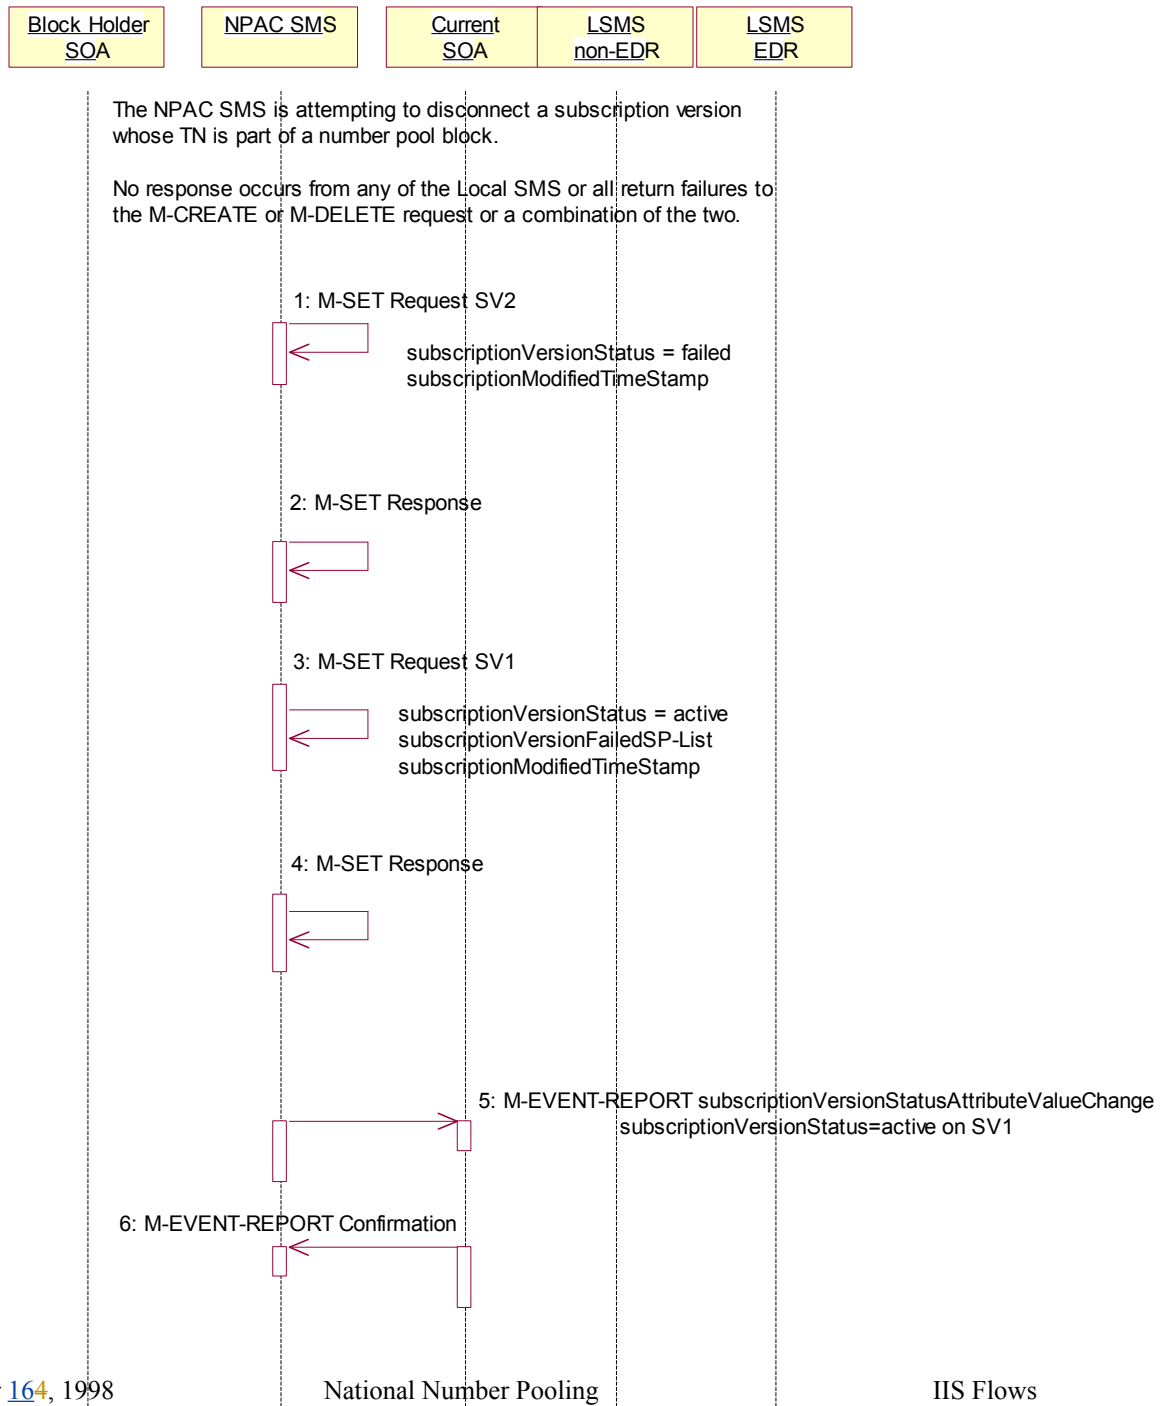 Block Holder
SOA
NPAC SMS
Current
SOA
LSMS
non-EDR
LSMS
EDR
The NPAC SMS is attempting to disconnect a subscription version
whose TN is part of a number pool block.
No response occurs from any of the Local SMS or all return failures to
the M-CREATE or M-DELETE request or a combination of the two.
1: M-SET Request SV2
subscriptionVersionStatus = failed
subscriptionModifiedTimeStamp
2: M-SET Response
3: M-SET Request SV1
subscriptionVersionStatus = active
subscriptionVersionFailedSP-List
subscriptionModifiedTimeStamp
4: M-SET Response
5: M-EVENT-REPORT subscriptionVersionStatusAttributeValueChange
subscriptionVersionStatus=active on SV1
6: M-EVENT-REPORT Confirmation
164, 1998 National Number Pooling IIS Flows